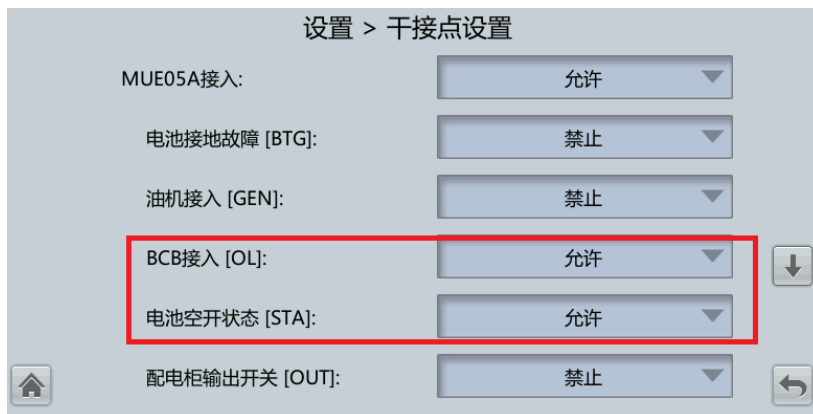 设置 > 干接点设置
MUE05A接入: 允许
电池接地故障 [BTG]: 禁止
油机接入 [GEN]: 禁止
BCB接入 [OL]: 允许
电池空开状态 [STA]: 允许
配电柜输出开关 [OUT]: 禁止